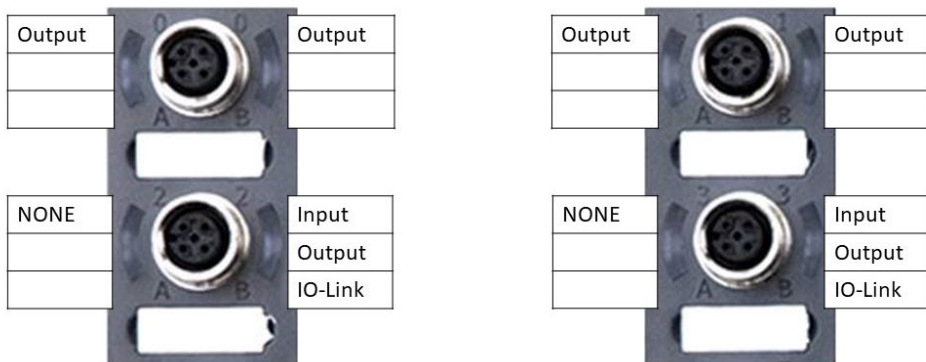 0 0
1 1
Output
Output
Output
Output
A B
A B
2 2
3 3
NONE
Input
NONE
Input
Output
Output
A B
IO-Link
A B
IO-Link